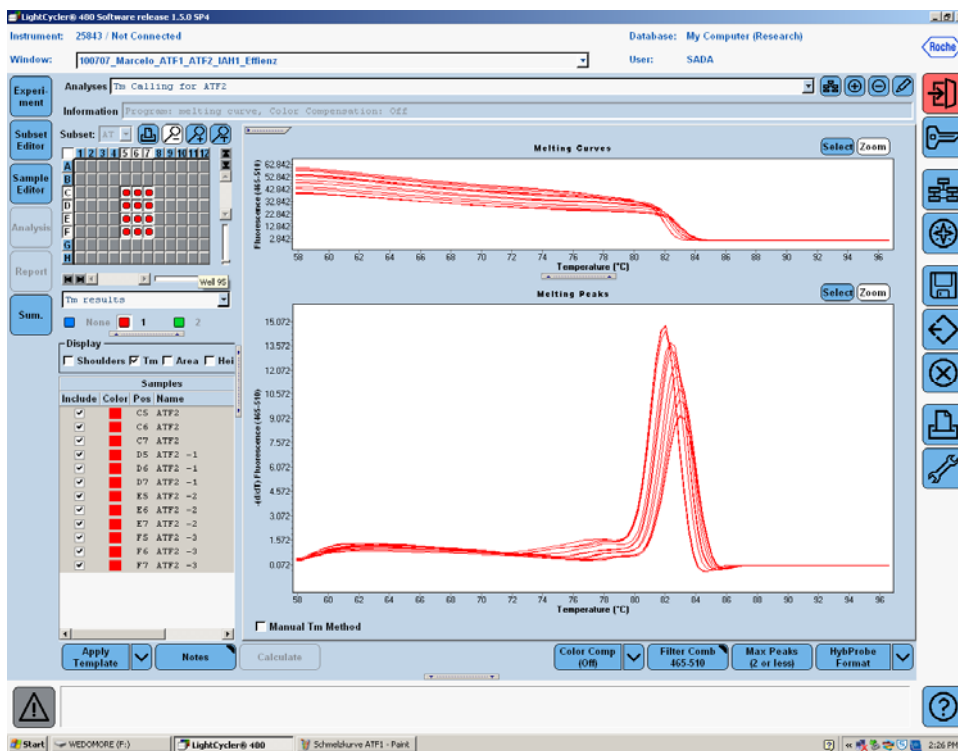 LightCycler® 480 Software release 1.5.0 SP4
Instrument: 25843 / Not Connected
Database: My Computer (Research)
Roche
Window: 100707_Marcelo_ATF1_ATF2_IAH1_Effienz
User: SADA
Experi-
ment
Analyses Tm Calling for ATF2
Information Program: melting curve, Color Compensation: Off
Subset
Editor
Subset: AT
1 2 3 4 5 6 7 8 9 10 11 12
A
B
C
D
E
F
G
H
Sample
Editor
Analysis
Report
Sum.
Well 95
Tm results
None 1 2
Display
Shoulders Tm Area Hei
Samples
Include Color Pos Name
C5 ATF2
C6 ATF2
C7 ATF2
D5 ATF2 -1
D6 ATF2 -1
D7 ATF2 -1
E5 ATF2 -2
E6 ATF2 -2
E7 ATF2 -2
F5 ATF2 -3
F6 ATF2 -3
F7 ATF2 -3
Melting Curves
Select Zoom
Fluorescence (465-510)
62.842
52.842
42.842
32.842
22.842
12.842
2.842
58 60 62 64 66 68 70 72 74 76 78 80 82 84 86 88 90 92 94 96
Temperature (°C)
Melting Peaks
Select Zoom
-(d/dT) Fluorescence (465-510)
15.072
13.572
12.072
10.572
9.072
7.572
6.072
4.572
3.072
1.572
0.072
58 60 62 64 66 68 70 72 74 76 78 80 82 84 86 88 90 92 94 96
Temperature (°C)
Manual Tm Method
Apply
Template
Notes
Calculate
Color Comp
(Off)
Filter Comb
465-510
Max Peaks
(2 or less)
HybProbe
Format
Start WEDOMORE (F:) LightCycler® 480 Schmelzkurve ATF1 - Paint 2:26 PM